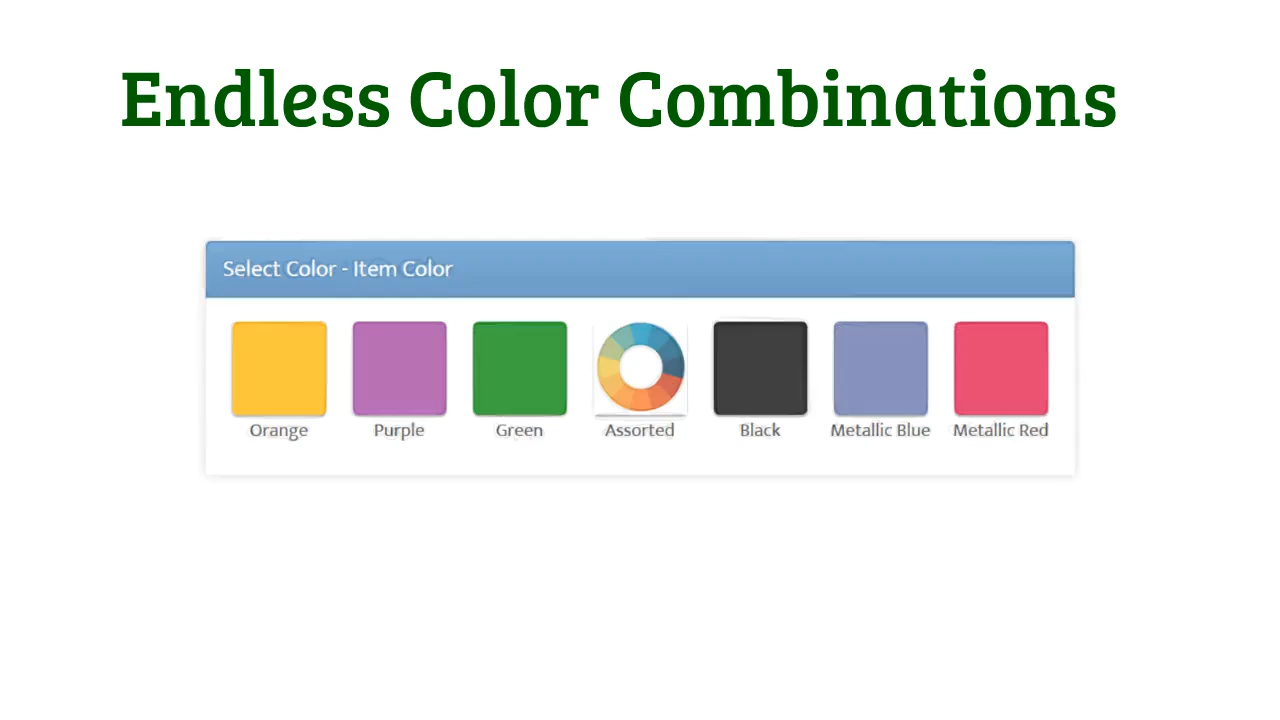 Endless Color Combinations
Select Color - Item Color
Orange Purple Green Assorted Black Metallic Blue Metallic Red